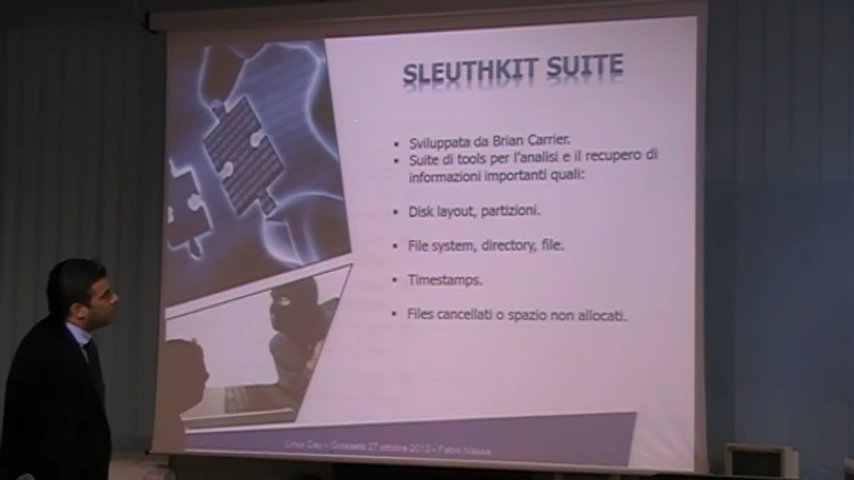 SLEUTHKIT SUITE
▪ Sviluppata da Brian Carrier.
▪ Suite di tools per l'analisi e il recupero di
informazioni importanti quali:
▪ Disk layout, partizioni.
▪ File system, directory, file.
▪ Timestamps.
▪ Files cancellati o spazio non allocati.
Linux Day – Grosseto 27 ottobre 2012 – Fabio Massa